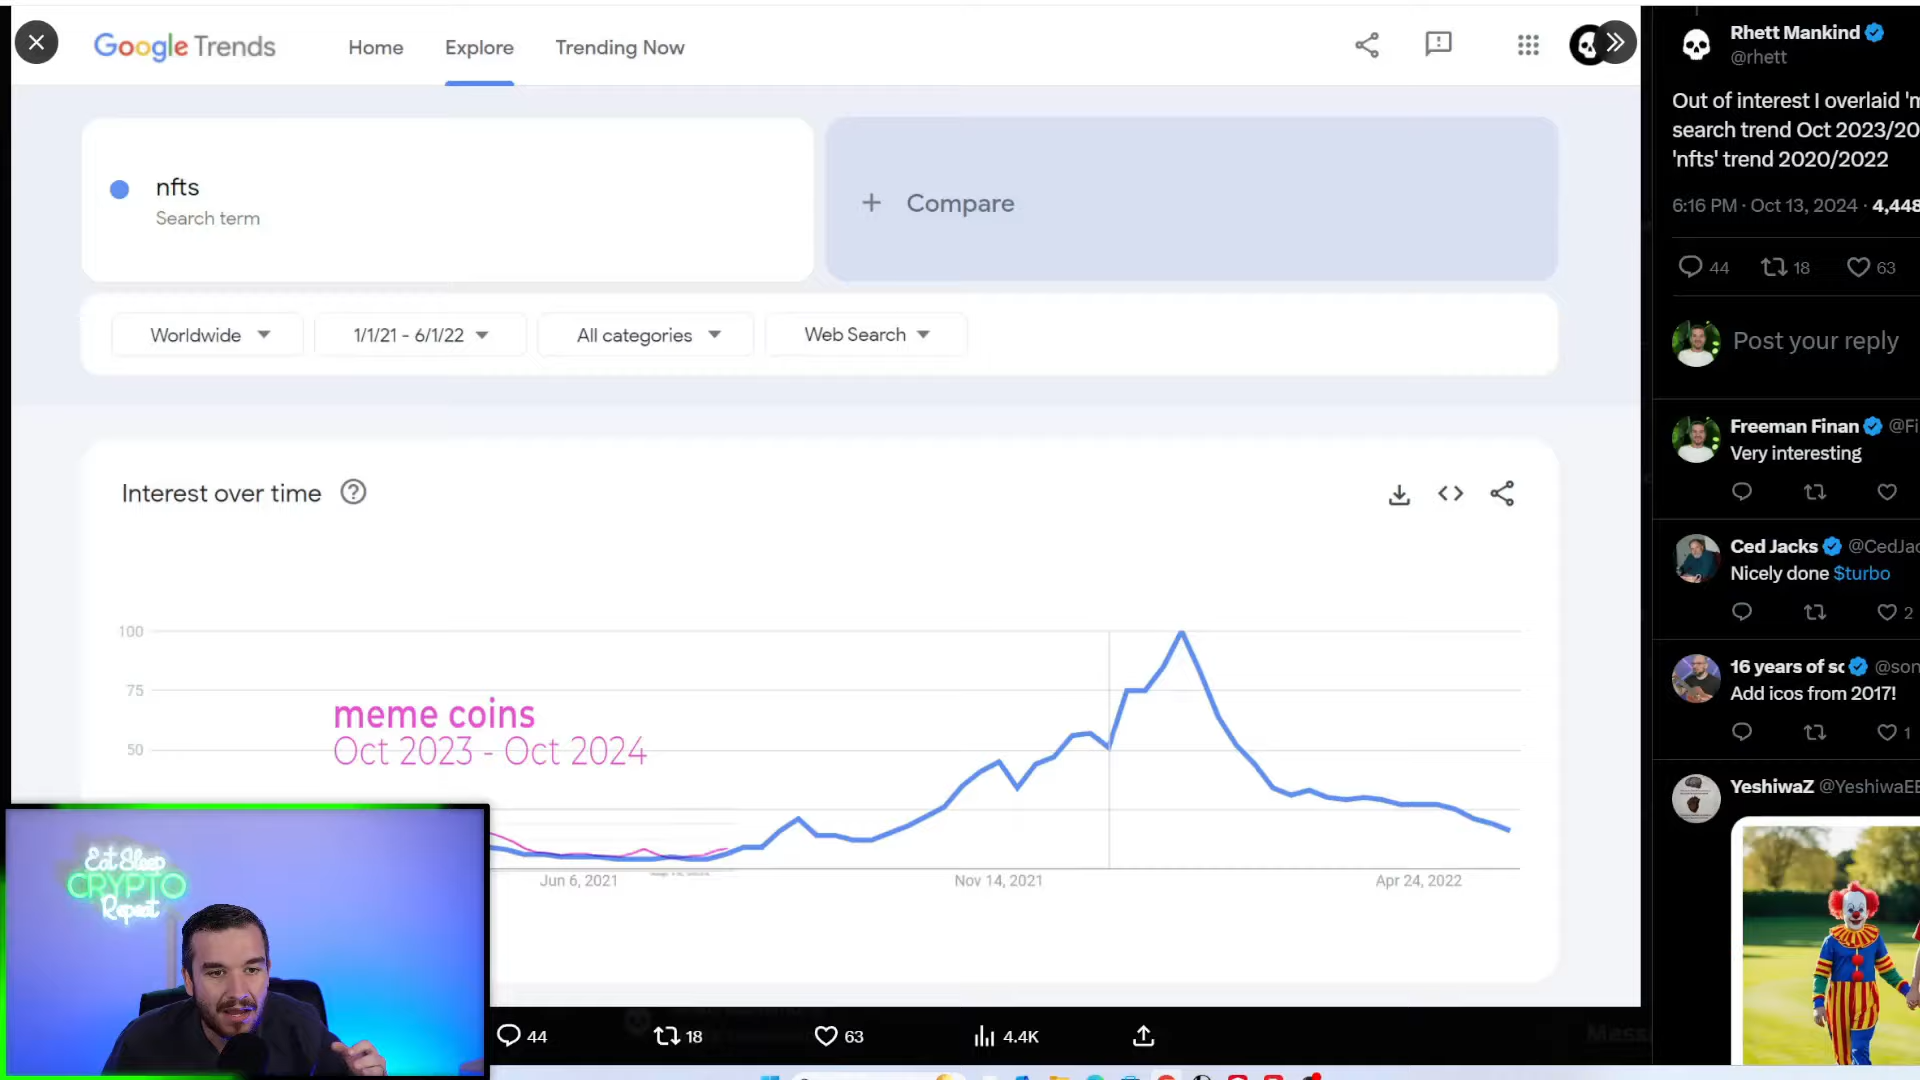 Google Trends
Home
Explore
Trending Now
nfts
Search term
+ Compare
Worldwide
1/1/21 - 6/1/22
All categories
Web Search
Interest over time
100
75
50
meme coins
Oct 2023 - Oct 2024
Jun 6, 2021
Nov 14, 2021
Apr 24, 2022
Eat Sleep
CRYPTO
Repeat
44
18
63
4.4K
Rhett Mankind
@rhett
Out of interest I overlaid 'm
search trend Oct 2023/20
'nfts' trend 2020/2022
6:16 PM · Oct 13, 2024 · 4,448
44
18
63
Post your reply
Freeman Finan @Fi
Very interesting
Ced Jacks @CedJac
Nicely done $turbo
2
16 years of sc @son
Add icos from 2017!
1
YeshiwaZ @YeshiwaEE